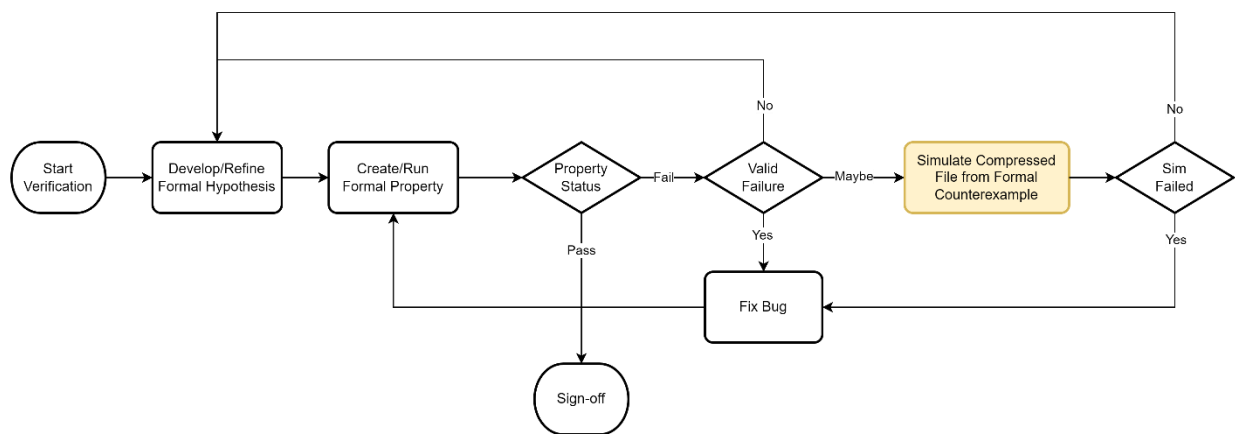 Start
Verification
Develop/Refine
Formal Hypothesis
Create/Run
Formal Property
Property
Status
Fail
Pass
Valid
Failure
No
Maybe
Yes
Simulate Compressed
File from Formal
Counterexample
Sim
Failed
No
Yes
Fix Bug
Sign-off